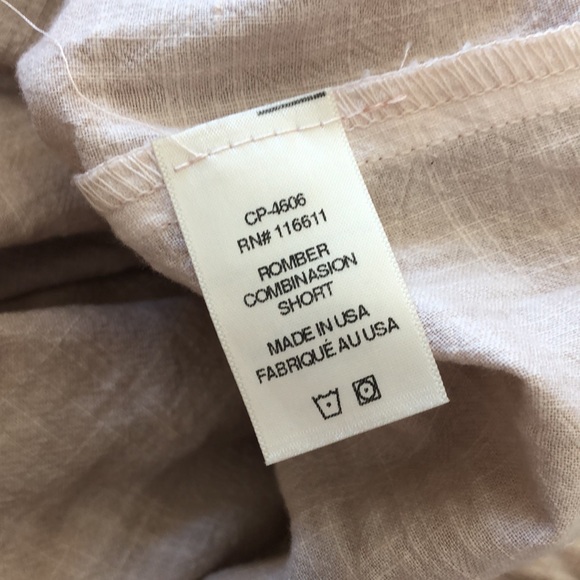 CP-4606
RN# 116611
ROMBER
COMBINASION
SHORT
MADE IN USA
FABRIQUÉ AU USA